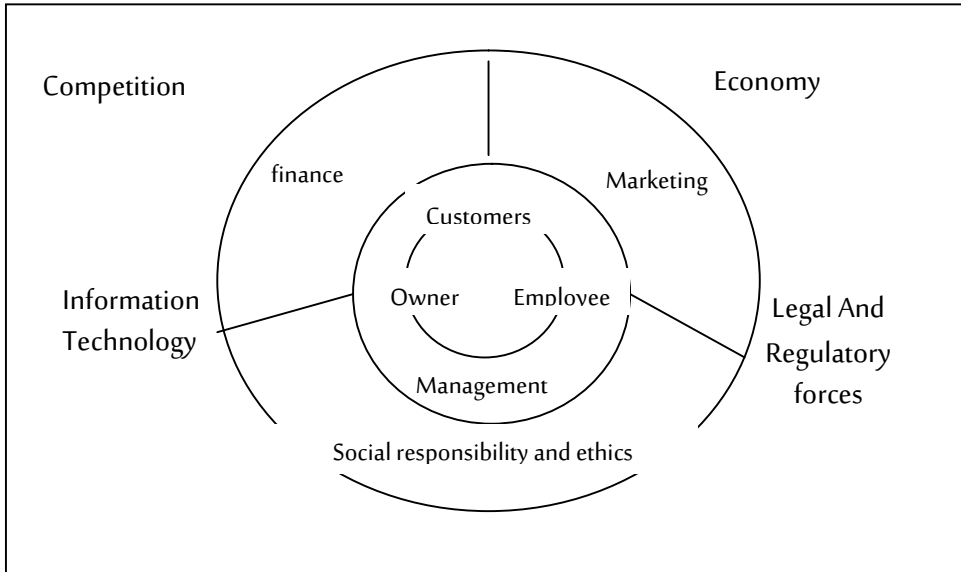 Competition
Economy
finance
Marketing
Customers
Information
Technology
Owner
Employee
Legal And
Regulatory
forces
Management
Social responsibility and ethics